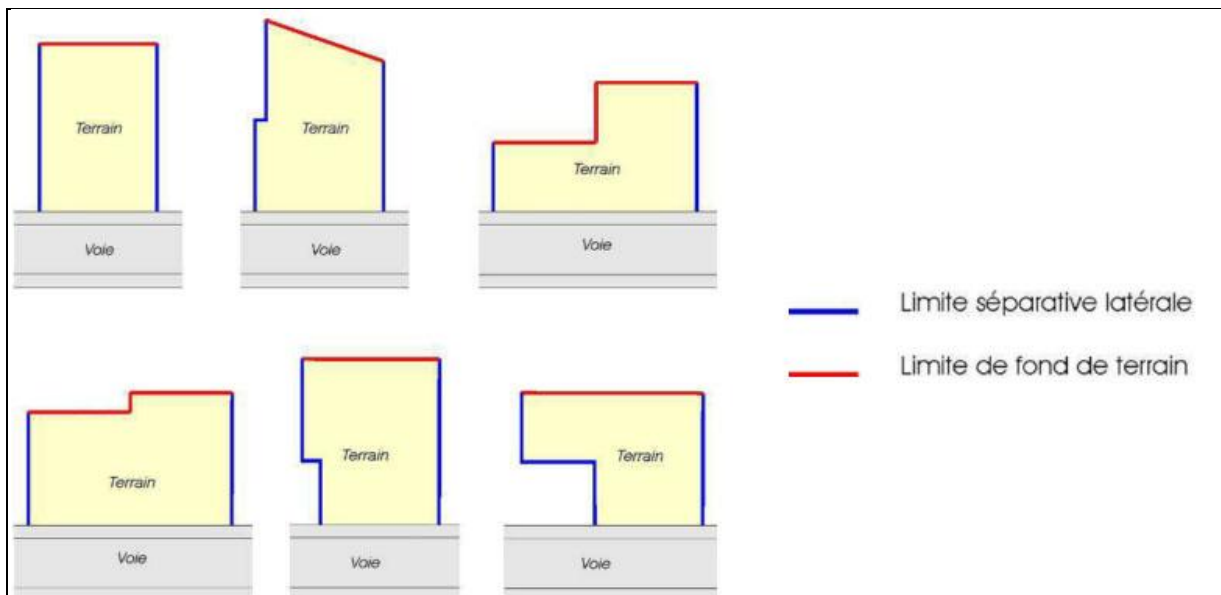 Terrain
Terrain
Terrain
Voie
Voie
Voie
Limite séparative latérale
Limite de fond de terrain
Terrain
Terrain
Terrain
Voie
Voie
Voie